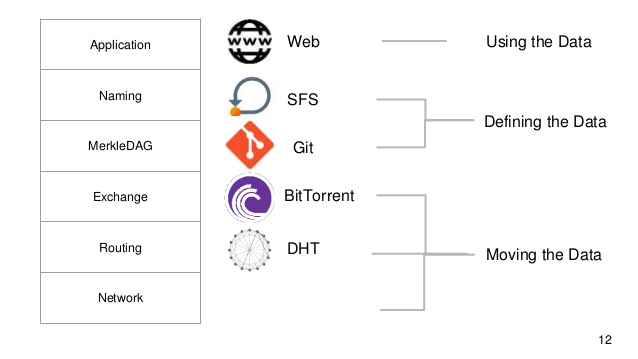 Application
WWW
Web
Using the Data
Naming
SFS
Defining the Data
MerkleDAG
Git
Exchange
BitTorrent
Routing
DHT
Moving the Data
Network
12